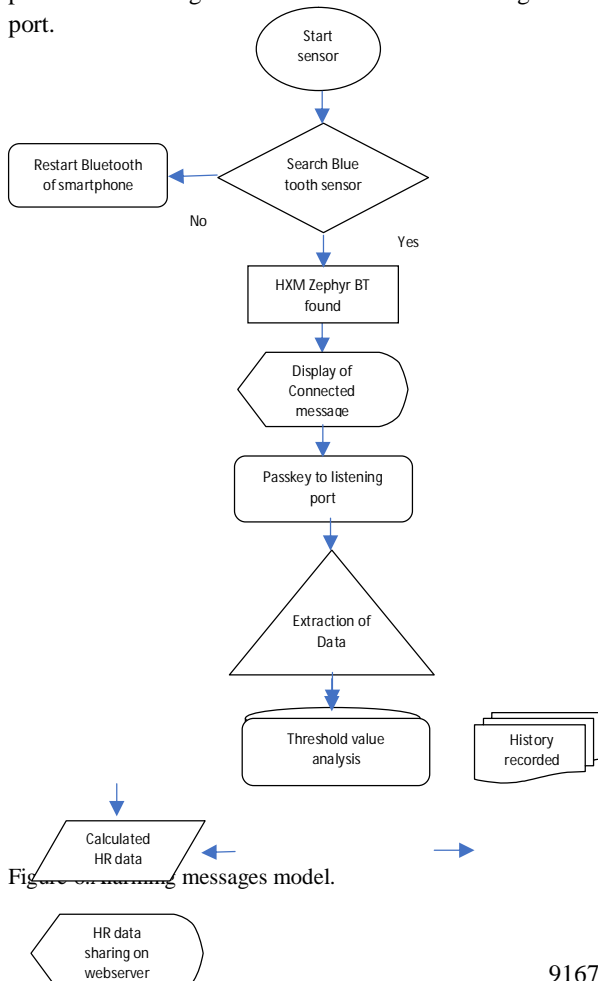 port.
Start
sensor
Search Blue
tooth sensor
Restart Bluetooth
of smartphone
No
Yes
HXM Zephyr BT
found
Display of
Connected
message
Passkey to listening
port
Extraction of
Data
Threshold value
analysis
History
recorded
Calculated
HR data
messages model.
HR data
sharing on
webserver
9167